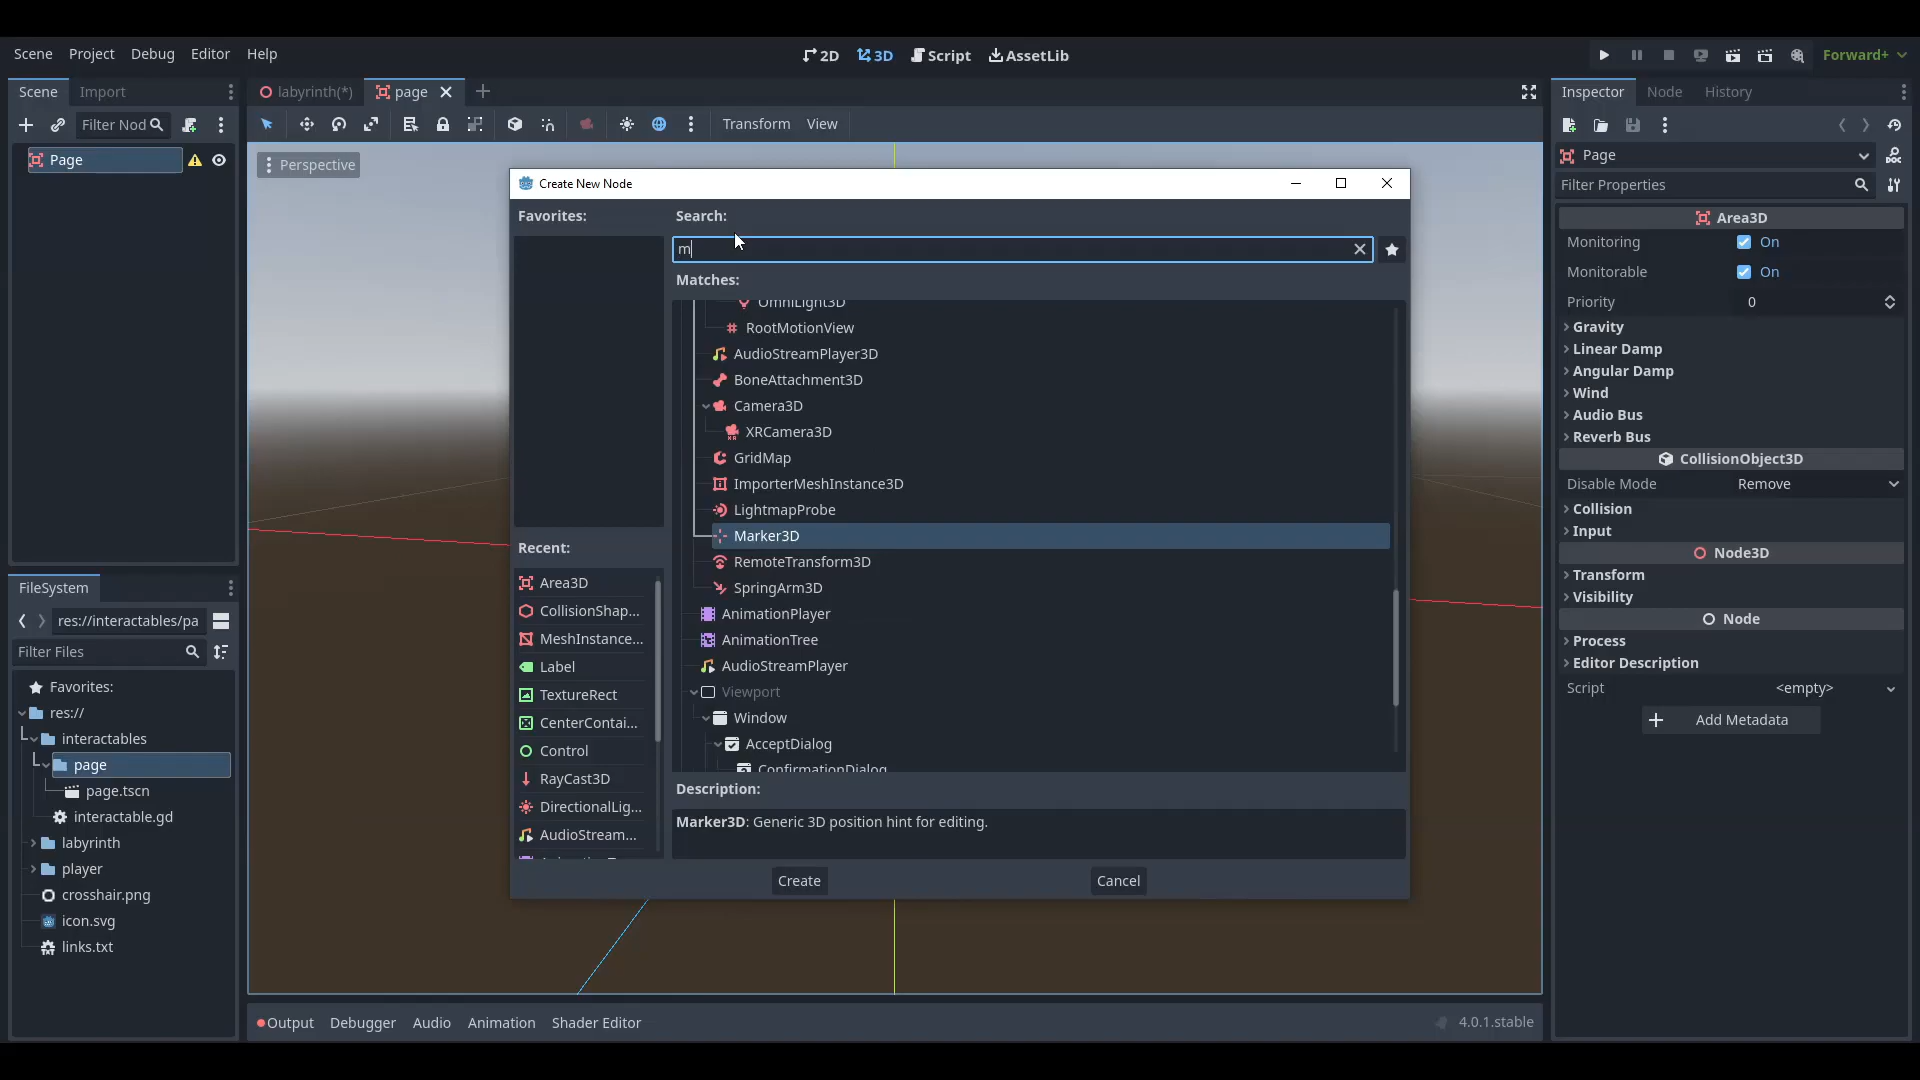 Scene Project Debug Editor Help
2D 3D Script AssetLib
Forward+
Scene Import
labyrinth(*) page
Inspector Node History
Filter Nod
Transform View
Page
Perspective
Page
Filter Properties
Area3D
Monitoring On
Monitorable On
Priority 0
Gravity
Linear Damp
Angular Damp
Wind
Audio Bus
Reverb Bus
CollisionObject3D
Disable Mode Remove
Collision
Input
Node3D
Transform
Visibility
Node
Process
Editor Description
Script <empty>
Add Metadata
Create New Node
Favorites:
Search:
m
Matches:
OmniLight3D
RootMotionView
AudioStreamPlayer3D
BoneAttachment3D
Camera3D
XRCamera3D
GridMap
ImporterMeshInstance3D
LightmapProbe
Marker3D
RemoteTransform3D
SpringArm3D
AnimationPlayer
AnimationTree
AudioStreamPlayer
Viewport
Window
AcceptDialog
ConfirmationDialog
Recent:
Area3D
CollisionShap...
MeshInstance...
Label
TextureRect
CenterContai...
Control
RayCast3D
DirectionalLig...
AudioStream...
Description:
Marker3D: Generic 3D position hint for editing.
Create Cancel
FileSystem
res://interactables/pa
Filter Files
Favorites:
res://
interactables
page
page.tscn
interactable.gd
labyrinth
player
crosshair.png
icon.svg
links.txt
Output Debugger Audio Animation Shader Editor
4.0.1.stable